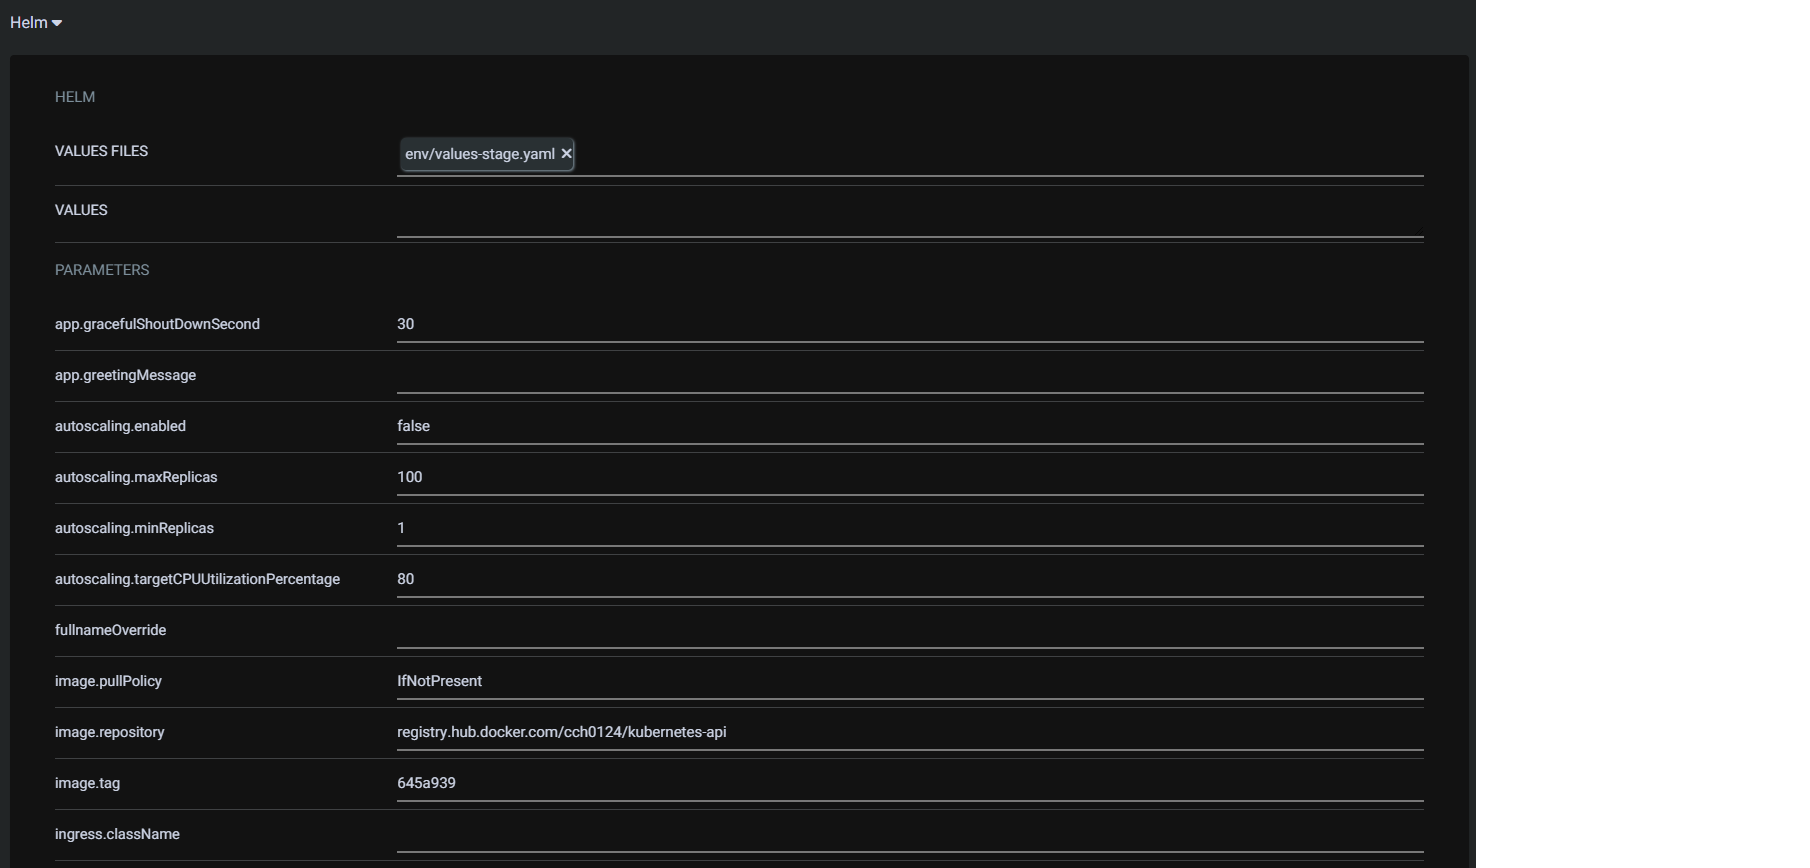 Helm
HELM
VALUES FILES env/values-stage.yaml ✕
VALUES
PARAMETERS
app.gracefulShoutDownSecond 30
app.greetingMessage
autoscaling.enabled false
autoscaling.maxReplicas 100
autoscaling.minReplicas 1
autoscaling.targetCPUUtilizationPercentage 80
fullnameOverride
image.pullPolicy IfNotPresent
image.repository registry.hub.docker.com/cch0124/kubernetes-api
image.tag 645a939
ingress.className